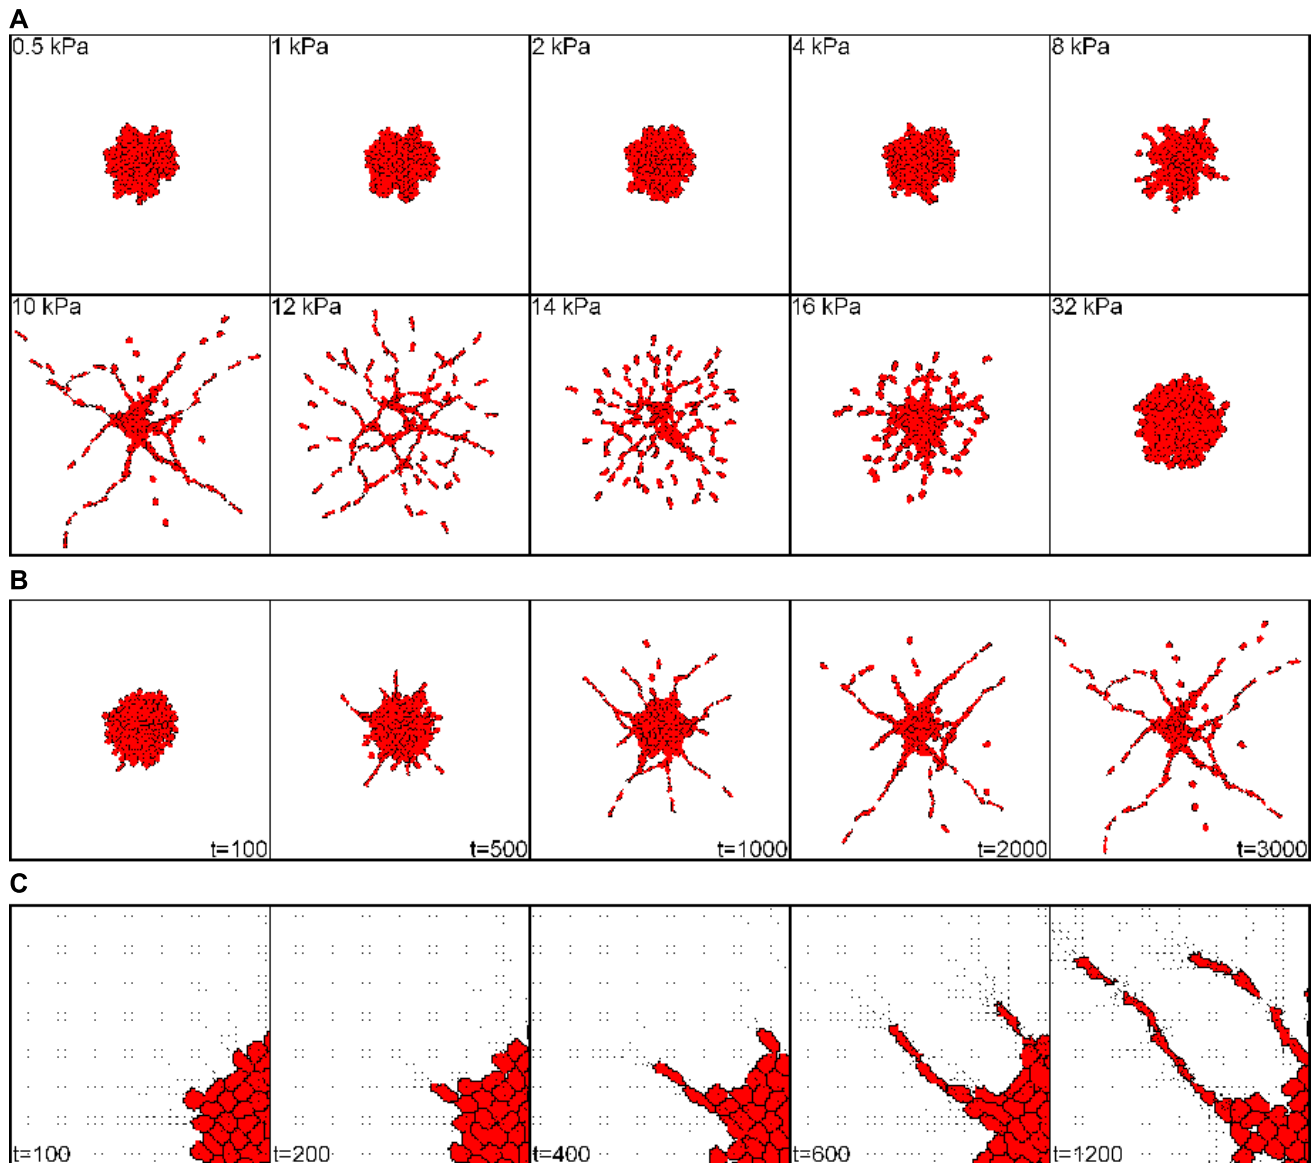 A
0.5 kPa
1 kPa
2 kPa
4 kPa
8 kPa
10 kPa
12 kPa
14 kPa
16 kPa
32 kPa
B
t=100
t=500
t=1000
t=2000
t=3000
C
t=100
t=200
t=400
t=600
t=1200